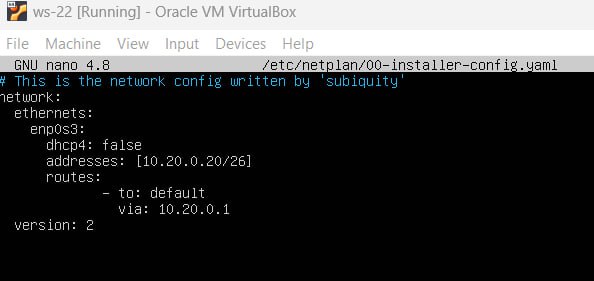 ws-22 [Running] - Oracle VM VirtualBox
File Machine View Input Devices Help
GNU nano 4.8 /etc/netplan/00-installer-config.yaml
# This is the network config written by 'subiquity'
network:
  ethernets:
    enp0s3:
      dhcp4: false
      addresses: [10.20.0.20/26]
      routes:
             - to: default
               via: 10.20.0.1
  version: 2